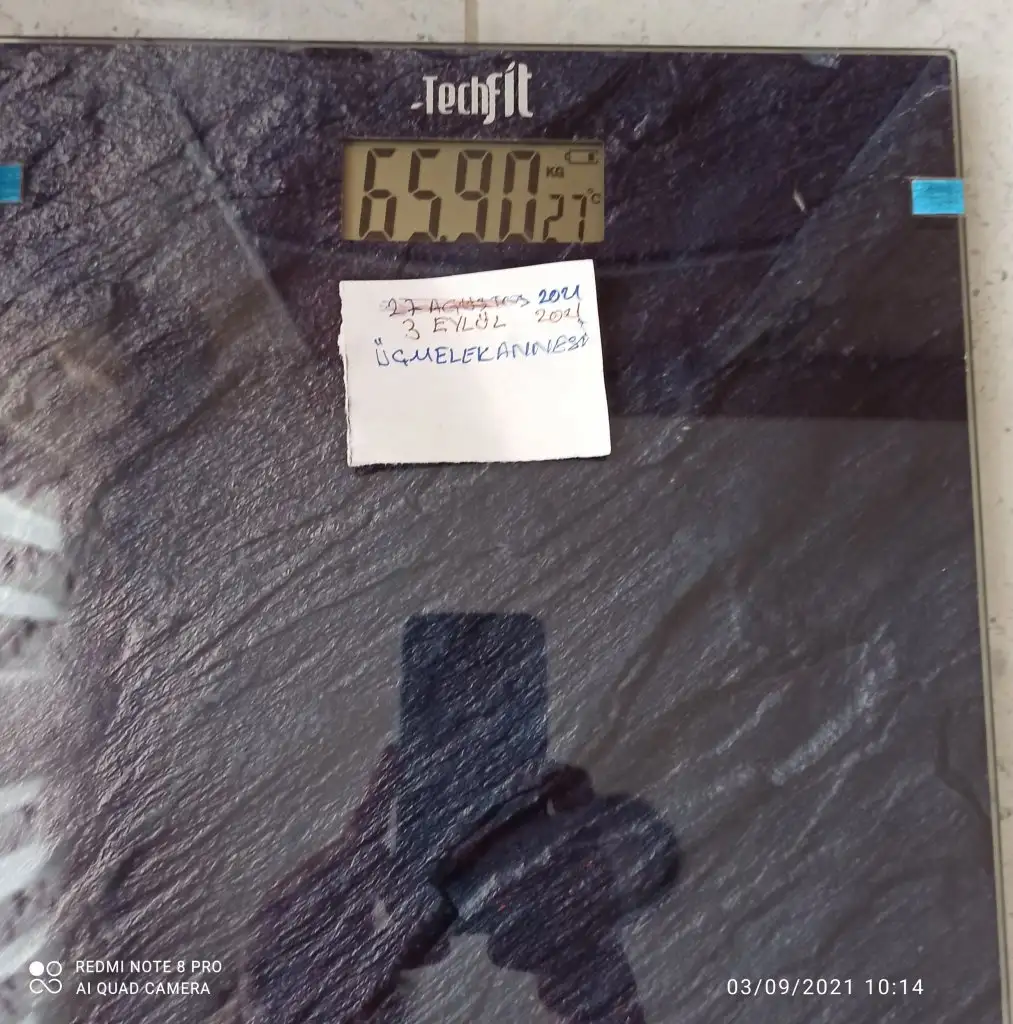 Techfit
65.90 KG
27 °C
27 AĞUSTOS 2021
3 EYLÜL 2021
ÜÇMELEKANNESİ
REDMI NOTE 8 PRO
AI QUAD CAMERA
03/09/2021 10:14